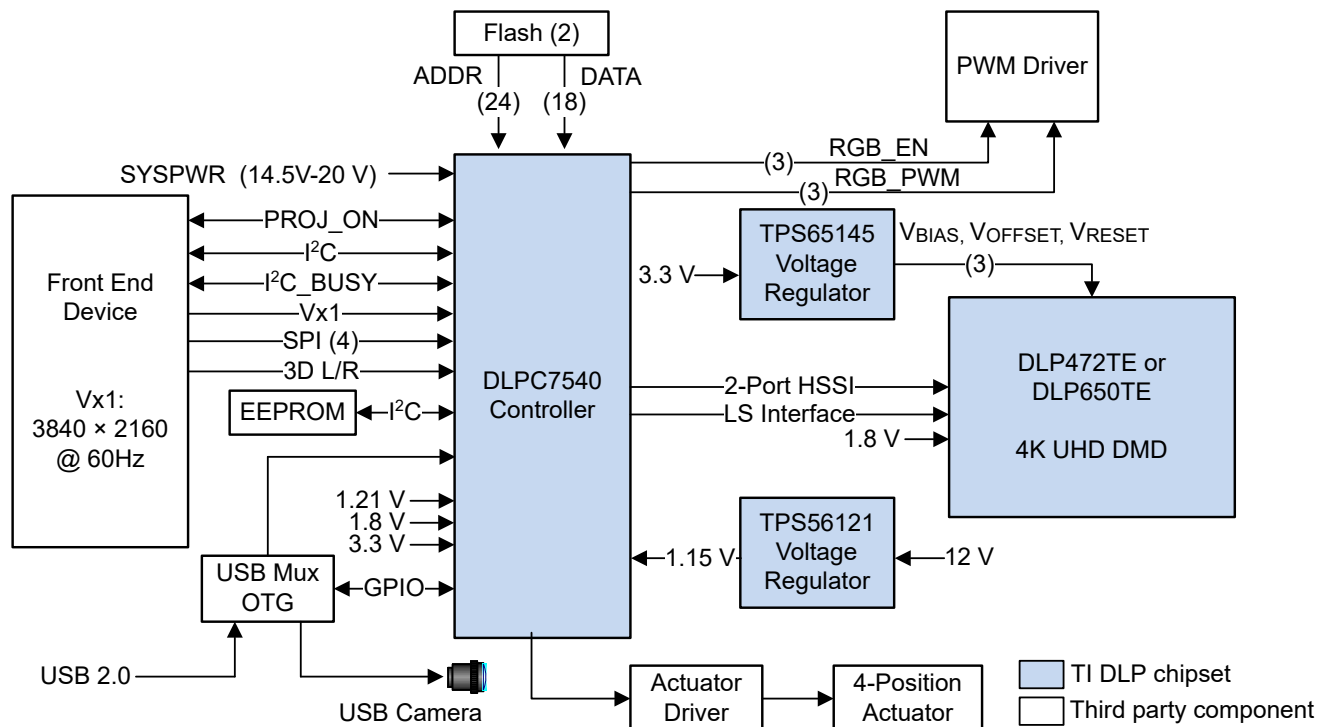 Flash (2)
ADDR
DATA
(24)
(18)
PWM Driver
RGB_EN
(3)
RGB_PWM
(3)
SYSPWR (14.5V-20 V)
PROJ_ON
I²C
I²C_BUSY
Vx1
SPI (4)
3D L/R
Front End
Device
Vx1:
3840 × 2160
@ 60Hz
EEPROM
I²C
DLPC7540
Controller
TPS65145
Voltage
Regulator
3.3 V
VBIAS, VOFFSET, VRESET
(3)
2-Port HSSI
LS Interface
1.8 V
DLP472TE or
DLP650TE
4K UHD DMD
1.21 V
1.8 V
3.3 V
TPS56121
Voltage
Regulator
1.15 V
12 V
USB Mux
OTG
GPIO
USB 2.0
USB Camera
Actuator
Driver
4-Position
Actuator
TI DLP chipset
Third party component